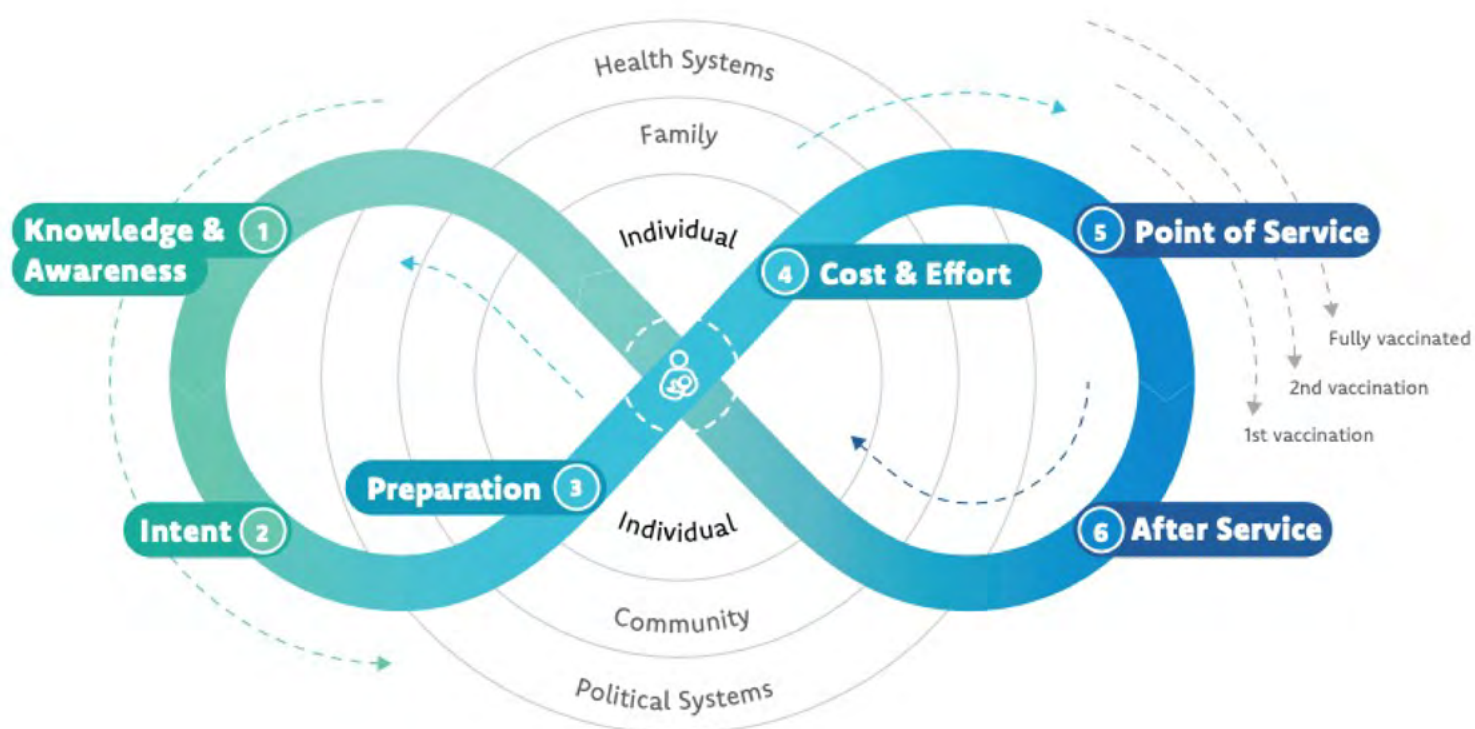 Health Systems
Family
Individual
Knowledge & 1
Awareness
4 Cost & Effort
5 Point of Service
Fully vaccinated
2nd vaccination
1st vaccination
Preparation 3
Intent 2
Individual
6 After Service
Community
Political Systems